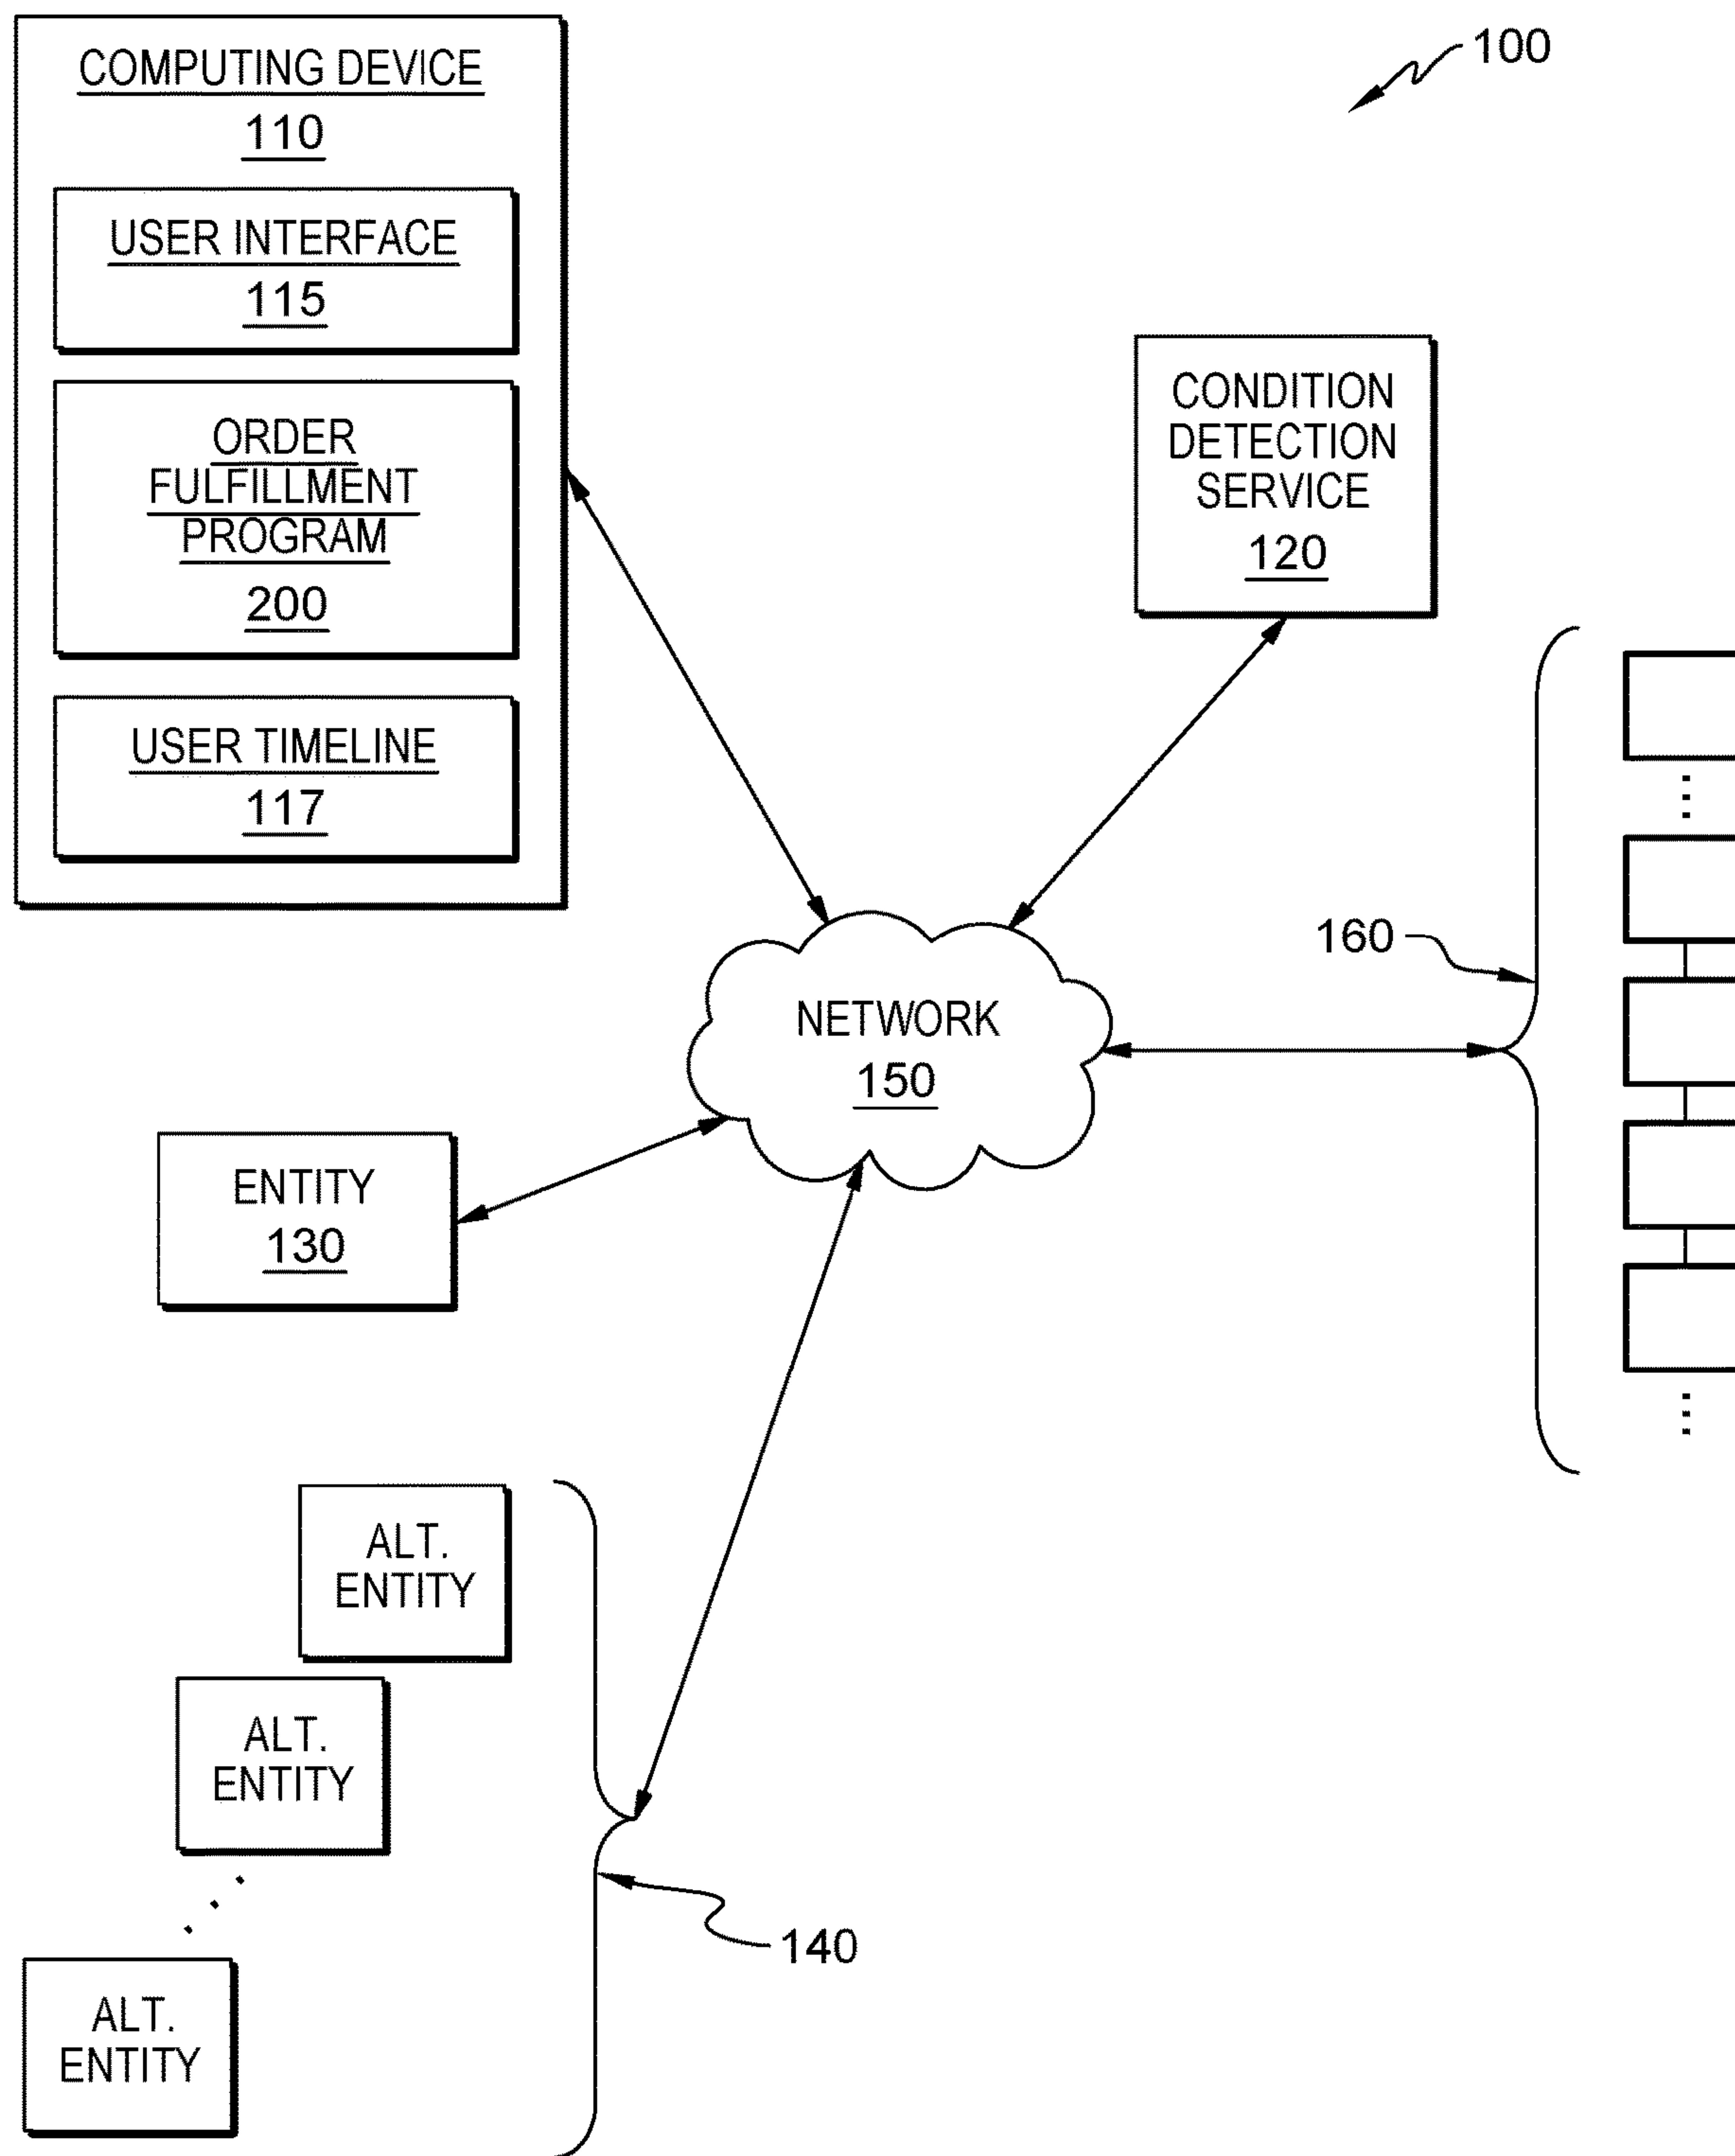 COMPUTING DEVICE
110
USER INTERFACE
115
ORDER
FULFILLMENT
PROGRAM
200
USER TIMELINE
117
100
CONDITION
DETECTION
SERVICE
120
160
NETWORK
150
ENTITY
130
ALT.
ENTITY
ALT.
ENTITY
140
ALT.
ENTITY